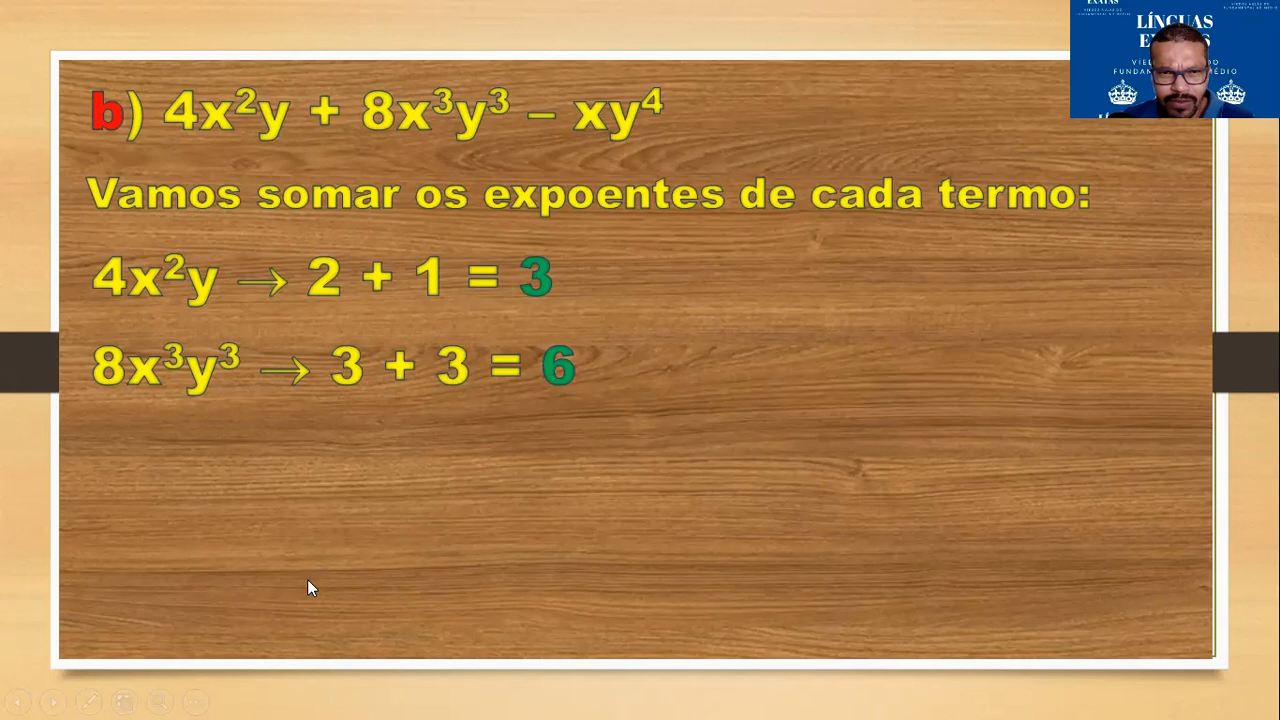 b) 4x²y + 8x³y³ – xy⁴
Vamos somar os expoentes de cada termo:
4x²y → 2 + 1 = 3
8x³y³ → 3 + 3 = 6
LÍNGUAS